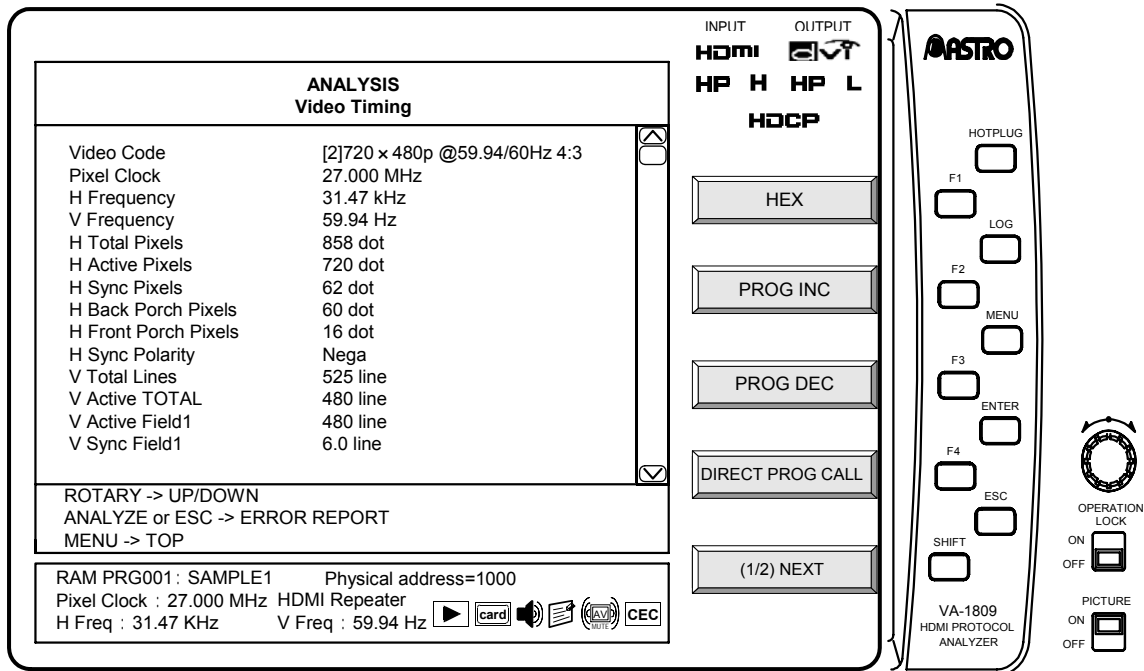 INPUT OUTPUT
HDMI DVI
HP H HP L
HDCP
ANALYSIS
Video Timing
Video Code [2]720 × 480p @59.94/60Hz 4:3
Pixel Clock 27.000 MHz
H Frequency 31.47 kHz
V Frequency 59.94 Hz
H Total Pixels 858 dot
H Active Pixels 720 dot
H Sync Pixels 62 dot
H Back Porch Pixels 60 dot
H Front Porch Pixels 16 dot
H Sync Polarity Nega
V Total Lines 525 line
V Active TOTAL 480 line
V Active Field1 480 line
V Sync Field1 6.0 line
ROTARY -> UP/DOWN
ANALYZE or ESC -> ERROR REPORT
MENU -> TOP
RAM PRG001 : SAMPLE1 Physical address=1000
Pixel Clock : 27.000 MHz HDMI Repeater
H Freq : 31.47 KHz V Freq : 59.94 Hz
card
AV
MUTE
CEC
HEX
PROG INC
PROG DEC
DIRECT PROG CALL
(1/2) NEXT
ASTRO
HOTPLUG
F1
LOG
F2
MENU
F3
ENTER
F4
ESC
SHIFT
VA-1809
HDMI PROTOCOL
ANALYZER
OPERATION
LOCK
ON
OFF
PICTURE
ON
OFF